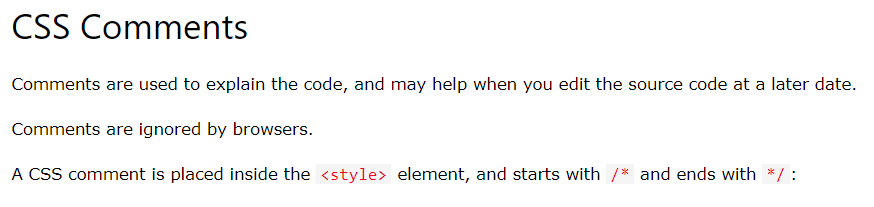 CSS Comments
Comments are used to explain the code, and may help when you edit the source code at a later date.
Comments are ignored by browsers.
A CSS comment is placed inside the <style> element, and starts with /* and ends with */: